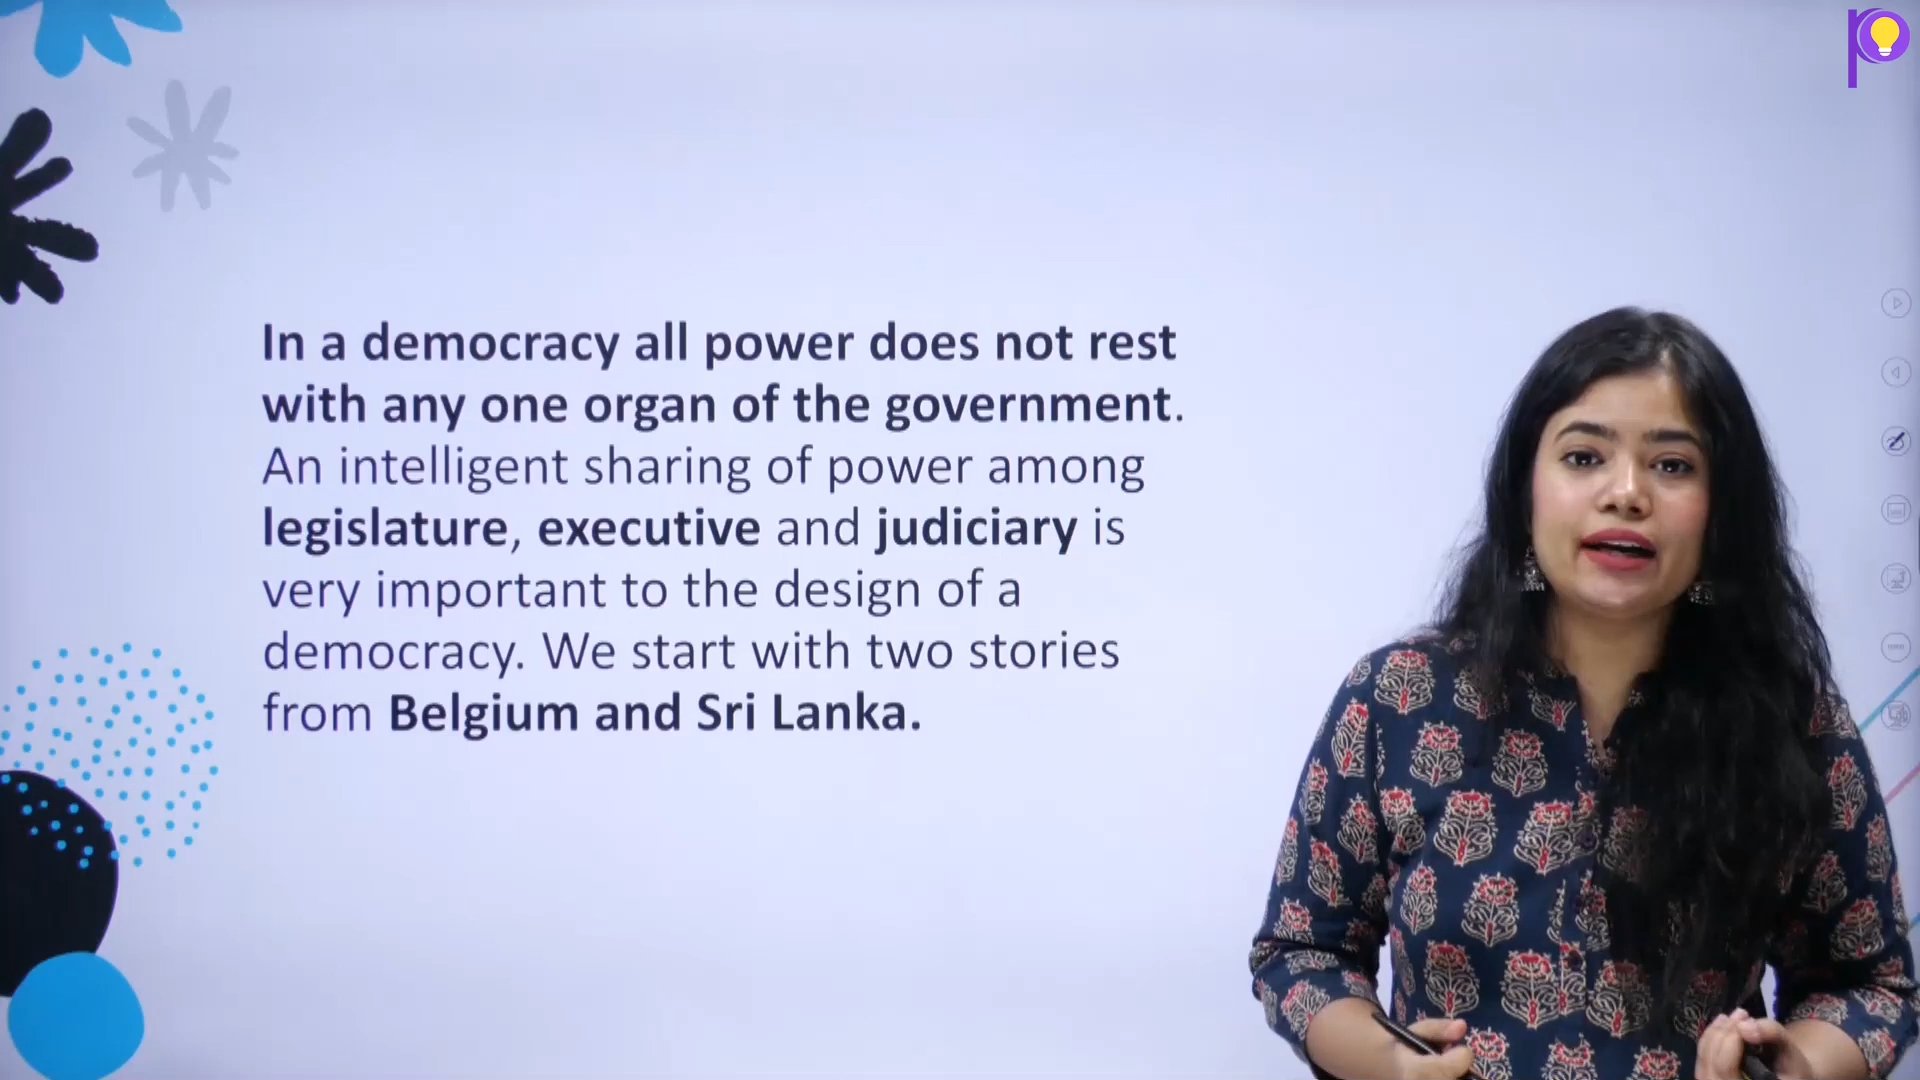 In a democracy all power does not rest
with any one organ of the government.
An intelligent sharing of power among
legislature, executive and judiciary is
very important to the design of a
democracy. We start with two stories
from Belgium and Sri Lanka.